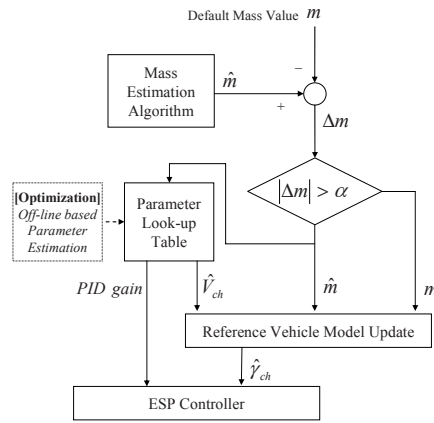 Default Mass Value m
Mass
Estimation
Algorithm
m̂
−
+
Δm
|Δm| > α
[Optimization]
Off-line based
Parameter
Estimation
Parameter
Look-up
Table
PID gain
V̂ch
m̂
m
Reference Vehicle Model Update
γ̂ch
ESP Controller